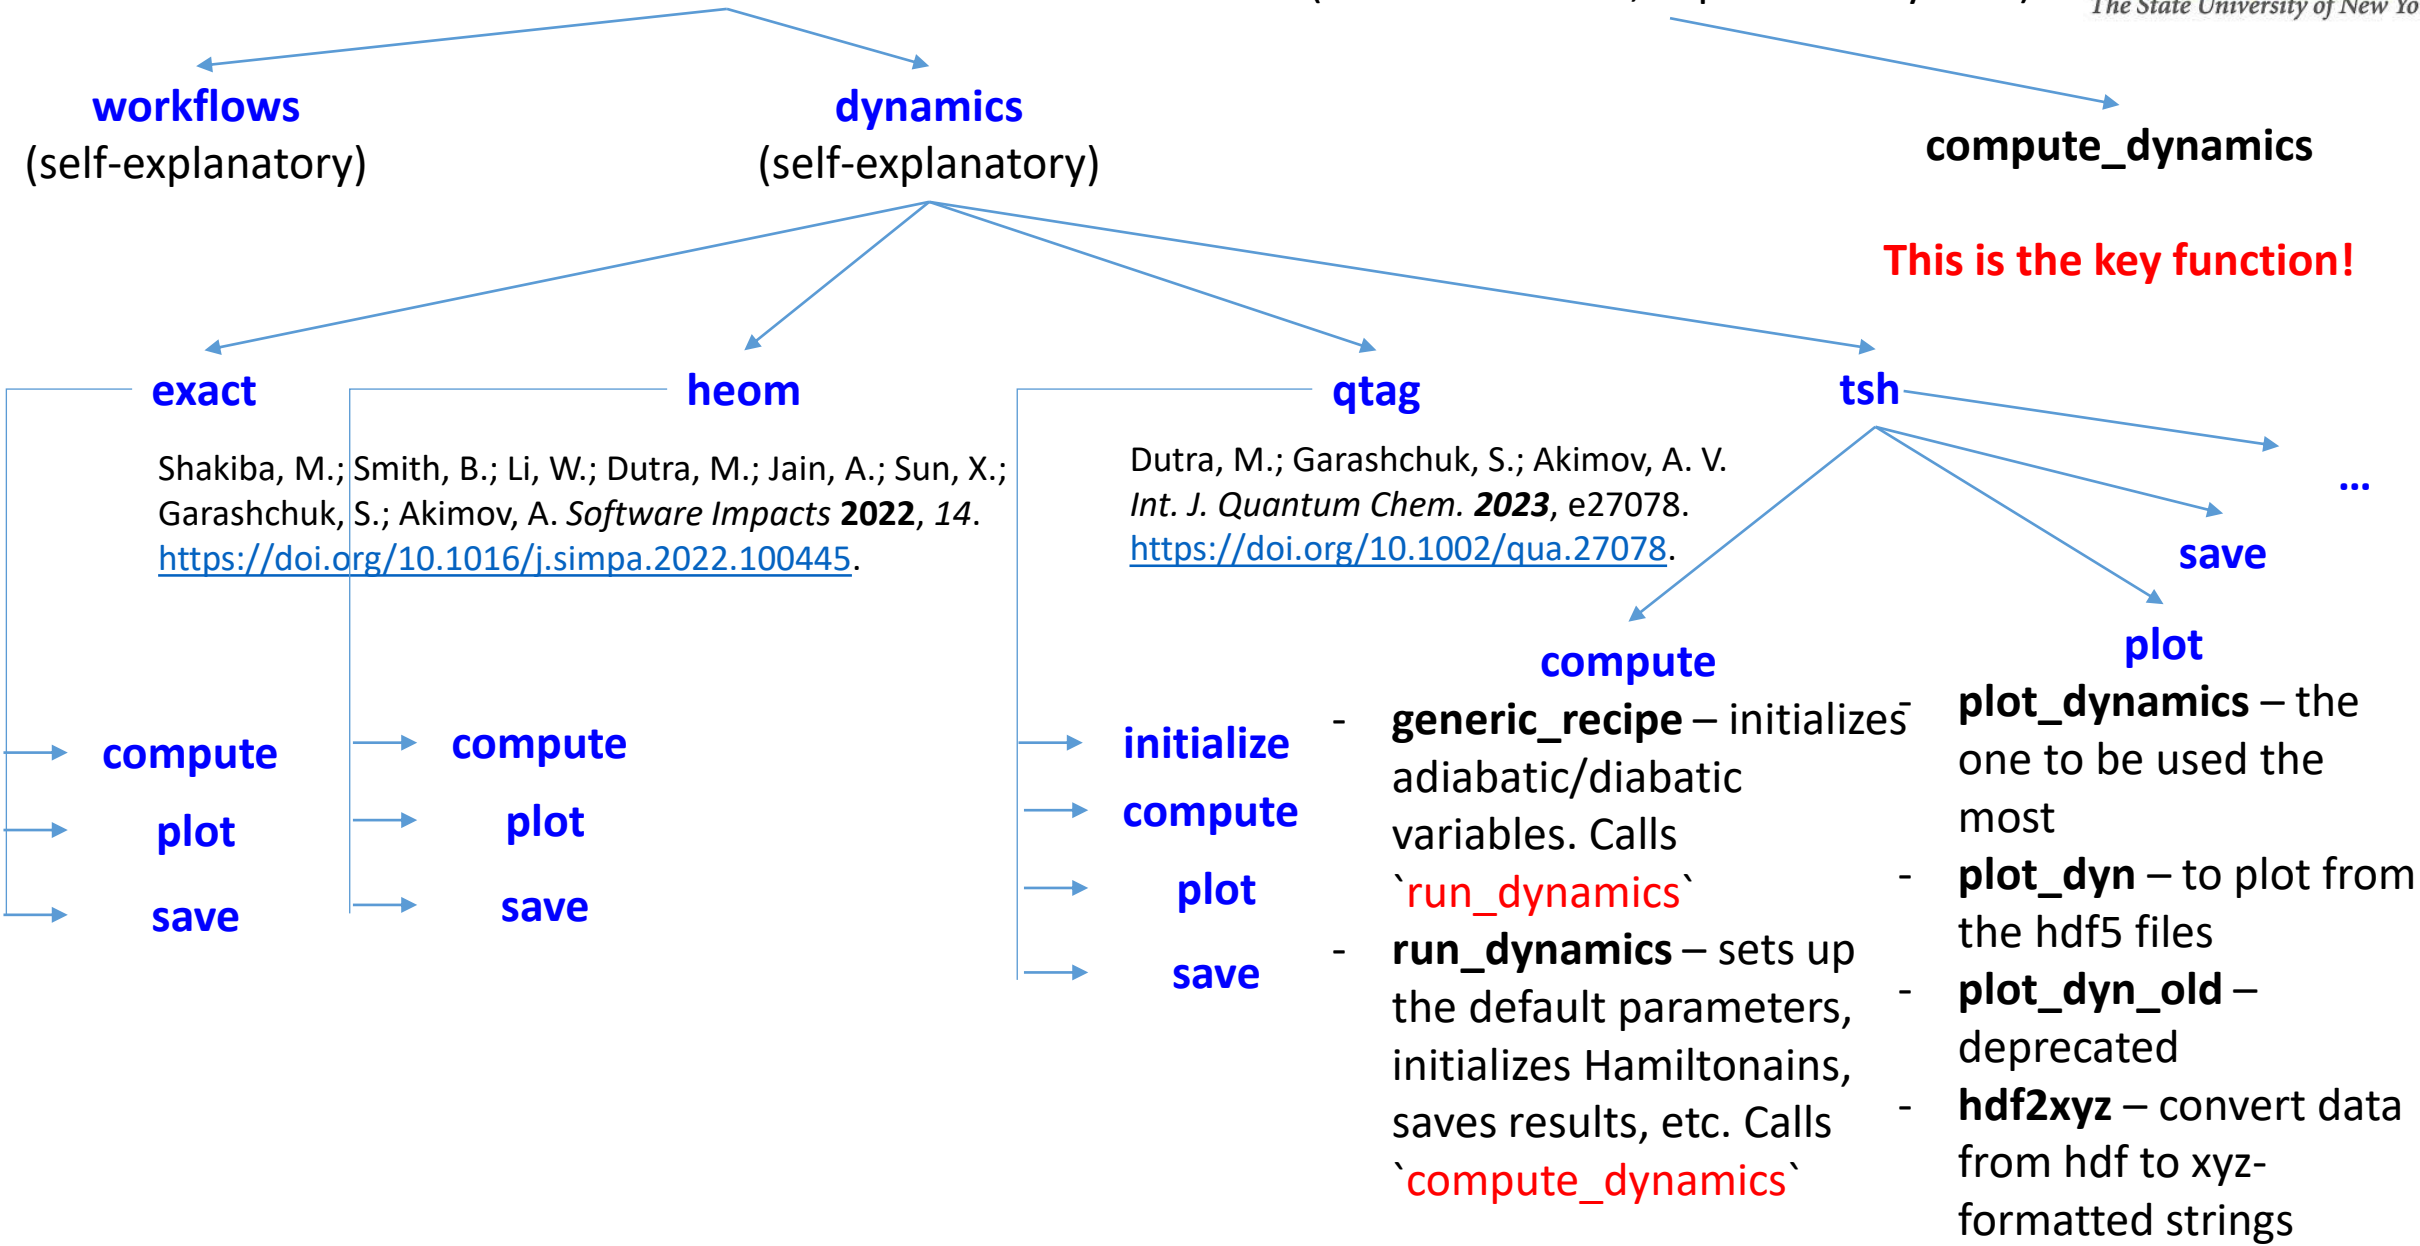 The State University of New Yo
workflows
(self-explanatory)
dynamics
(self-explanatory)
compute_dynamics
This is the key function!
exact
heom
qtag
tsh
Shakiba, M.; Smith, B.; Li, W.; Dutra, M.; Jain, A.; Sun, X.;
Garashchuk, S.; Akimov, A. Software Impacts 2022, 14.
https://doi.org/10.1016/j.simpa.2022.100445.
Dutra, M.; Garashchuk, S.; Akimov, A. V.
Int. J. Quantum Chem. 2023, e27078.
https://doi.org/10.1002/qua.27078.
...
save
compute
plot
save
compute
plot
save
initialize
compute
plot
save
compute
- generic_recipe – initializes
adiabatic/diabatic
variables. Calls
`run_dynamics`
- run_dynamics – sets up
the default parameters,
initializes Hamiltonains,
saves results, etc. Calls
`compute_dynamics`
plot
- plot_dynamics – the
one to be used the
most
- plot_dyn – to plot from
the hdf5 files
- plot_dyn_old –
deprecated
- hdf2xyz – convert data
from hdf to xyz-
formatted strings